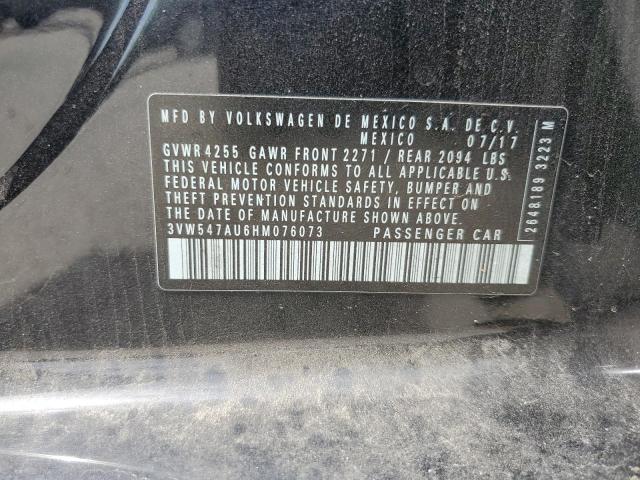 MFD BY VOLKSWAGEN DE MEXICO S.A. DE C.V.
MEXICO 07/17
GVWR 4255 GAWR FRONT 2271 / REAR 2094 LBS
THIS VEHICLE CONFORMS TO ALL APPLICABLE U.S.
FEDERAL MOTOR VEHICLE SAFETY, BUMPER AND
THEFT PREVENTION STANDARDS IN EFFECT ON
THE DATE OF MANUFACTURE SHOWN ABOVE.
3VW547AU6HM076073 PASSENGER CAR
2648189 3223 M